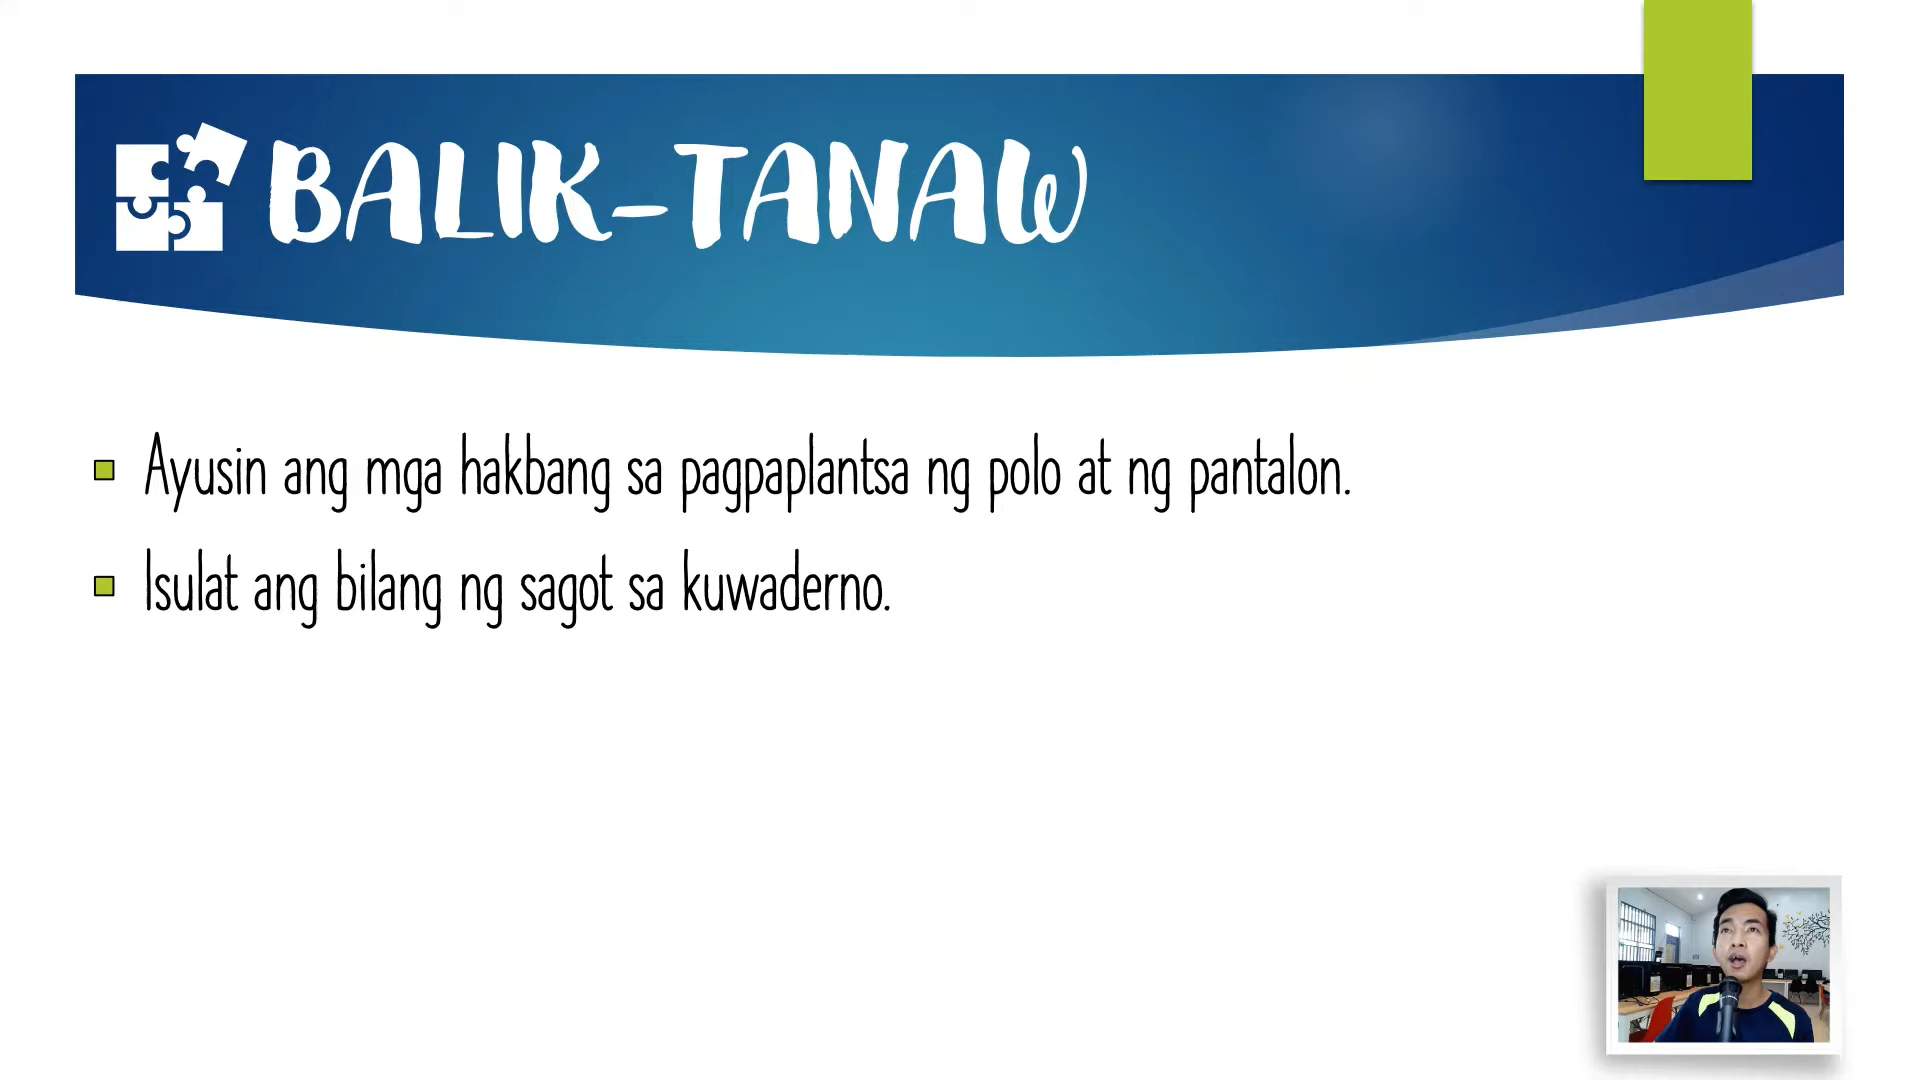 BALIK-TANAW
Ayusin ang mga hakbang sa pagpaplantsa ng polo at ng pantalon.
Isulat ang bilang ng sagot sa kuwaderno.